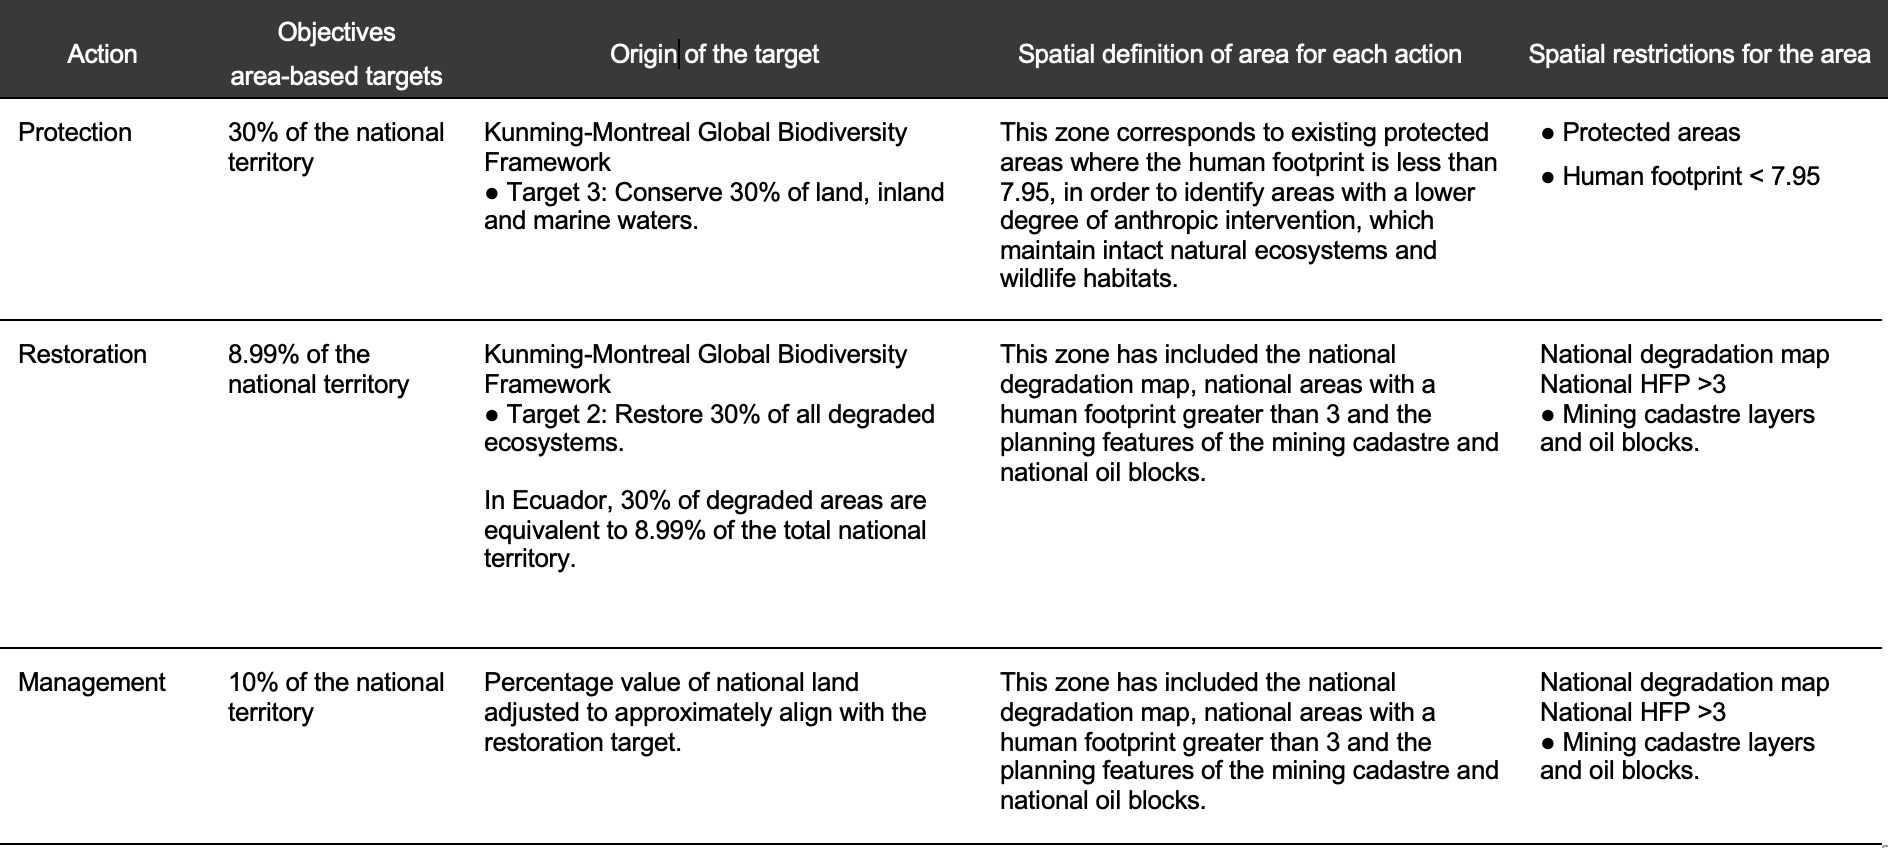 Action
Objectives
area-based targets
Origin of the target
Spatial definition of area for each action
Spatial restrictions for the area
Protection
30% of the national
territory
Kunming-Montreal Global Biodiversity
Framework
● Target 3: Conserve 30% of land, inland
and marine waters.
This zone corresponds to existing protected
areas where the human footprint is less than
7.95, in order to identify areas with a lower
degree of anthropic intervention, which
maintain intact natural ecosystems and
wildlife habitats.
● Protected areas
● Human footprint < 7.95
Restoration
8.99% of the
national territory
Kunming-Montreal Global Biodiversity
Framework
● Target 2: Restore 30% of all degraded
ecosystems.
In Ecuador, 30% of degraded areas are
equivalent to 8.99% of the total national
territory.
This zone has included the national
degradation map, national areas with a
human footprint greater than 3 and the
planning features of the mining cadastre and
national oil blocks.
National degradation map
National HFP >3
● Mining cadastre layers
and oil blocks.
Management
10% of the national
territory
Percentage value of national land
adjusted to approximately align with the
restoration target.
This zone has included the national
degradation map, national areas with a
human footprint greater than 3 and the
planning features of the mining cadastre and
national oil blocks.
National degradation map
National HFP >3
● Mining cadastre layers
and oil blocks.